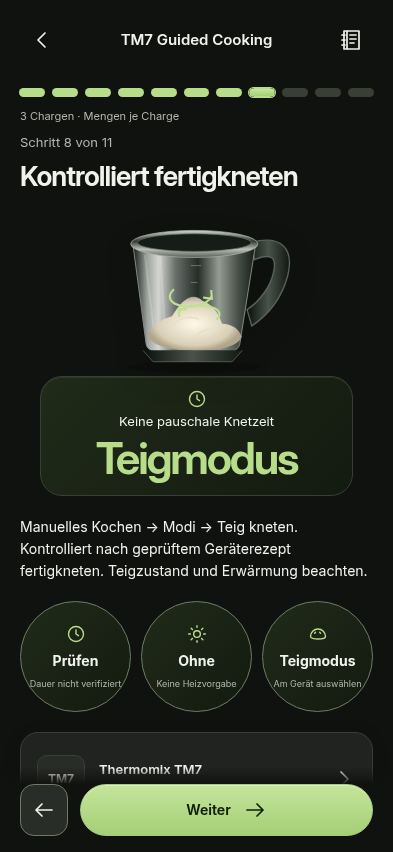 TM7 Guided Cooking
3 Chargen · Mengen je Charge
Schritt 8 von 11
Kontrolliert fertigkneten
Keine pauschale Knetzeit
Teigmodus
Manuelles Kochen → Modi → Teig kneten.
Kontrolliert nach geprüftem Geräterezept
fertigkneten. Teigzustand und Erwärmung beachten.
Prüfen
Dauer nicht verifiziert
Ohne
Keine Heizvorgabe
Teigmodus
Am Gerät auswählen
Thermomix TM7
TM7
Weiter